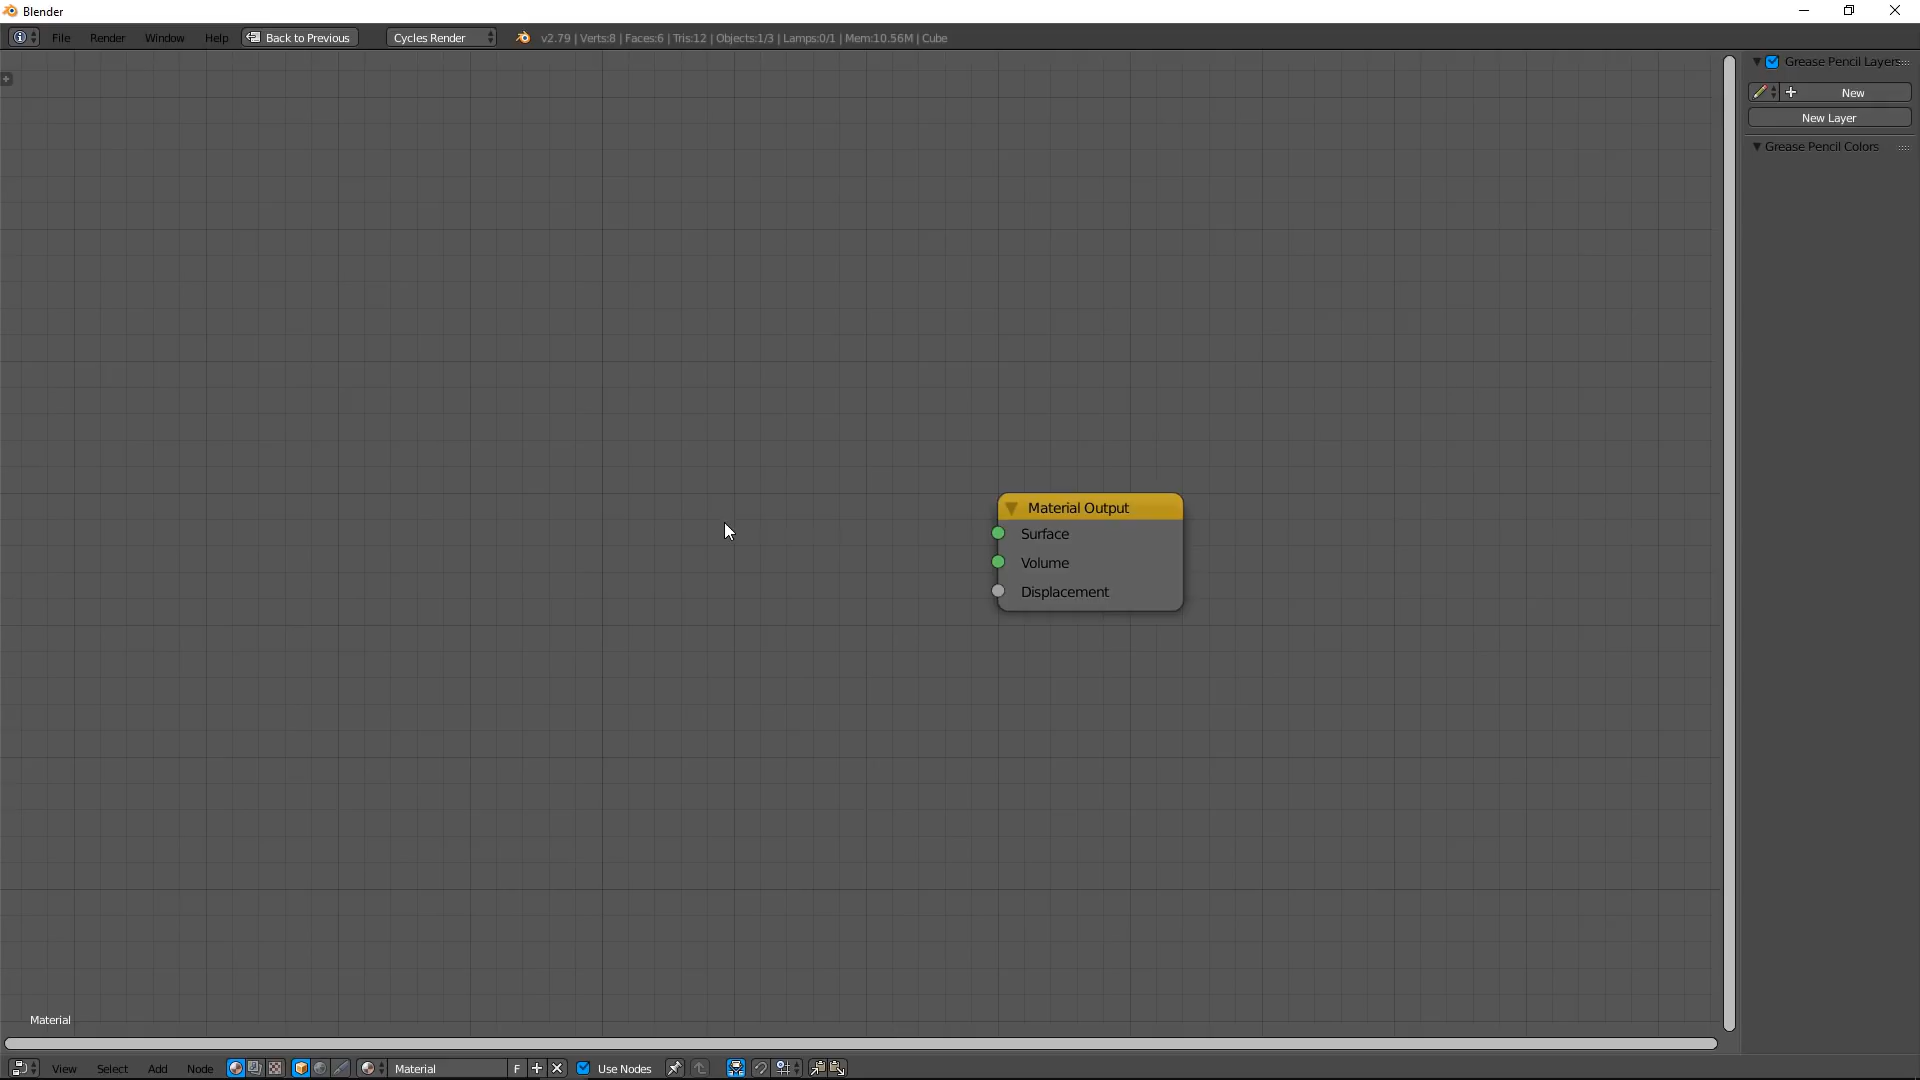 Blender
File Render Window Help Back to Previous Cycles Render v2.79 | Verts:8 | Faces:6 | Tris:12 | Objects:1/3 | Lamps:0/1 | Mem:10.56M | Cube
Grease Pencil Layers
New
New Layer
Grease Pencil Colors
Material Output
Surface
Volume
Displacement
Material
View Select Add Node Material F Use Nodes